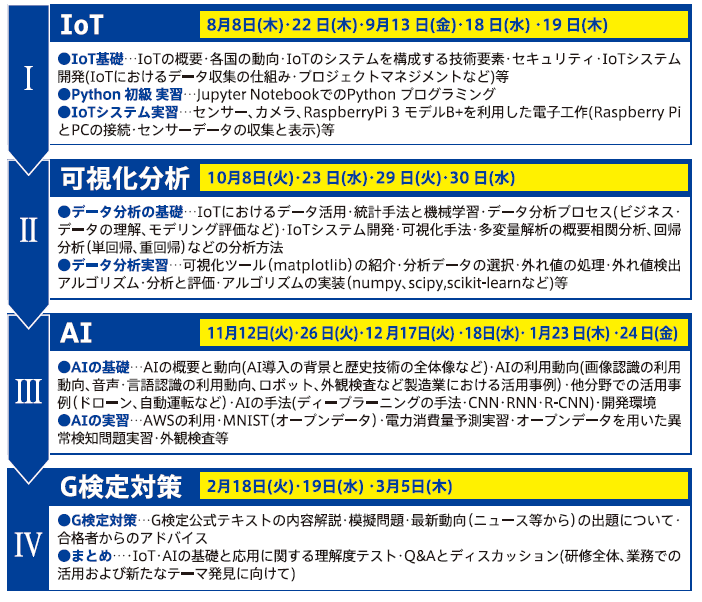 I
IoT
8月8日(木)・22 日(木)・9月13 日(金)・18 日(水) ・19 日(木)
●IoT基礎…IoTの概要・各国の動向・IoTのシステムを構成する技術要素・セキュリティ・IoTシステム
開発(IoTにおけるデータ収集の仕組み・プロジェクトマネジメントなど)等
●Python 初級 実習…Jupyter NotebookでのPython プログラミング
●IoTシステム実習…センサー、カメラ、RaspberryPi 3 モデルB+を利用した電子工作(Raspberry Pi
とPCの接続・センサーデータの収集と表示)等
II
可視化分析
10月8日(火)・23 日(水)・29 日(火)・30 日(水)
●データ分析の基礎…IoTにおけるデータ活用・統計手法と機械学習・データ分析プロセス(ビジネス・
データの理解、モデリング評価など)・IoTシステム開発・可視化手法・多変量解析の概要相関分析、回帰
分析(単回帰、重回帰)などの分析方法
●データ分析実習…可視化ツール(matplotlib)の紹介・分析データの選択・外れ値の処理・外れ値検出
アルゴリズム・分析と評価・アルゴリズムの実装(numpy、scipy,scikit-learnなど)等
III
AI
11月12日(火)・26 日(火)・12 月17日(火)・18日(水)・1月23 日(木)・24 日(金)
●AIの基礎…AIの概要と動向(AI導入の背景と歴史技術の全体像など)・AIの利用動向(画像認識の利用
動向、音声・言語認識の利用動向、ロボット、外観検査など製造業における活用事例)・他分野での活用事
例(ドローン、自動運転など)・AIの手法(ディープラーニングの手法・CNN・RNN・R-CNN)・開発環境
●AIの実習…AWSの利用・MNIST(オープンデータ)・電力消費量予測実習・オープンデータを用いた異
常検知問題実習・外観検査等
IV
G検定対策
2月18日(火)・19日(水) ・3月5日(木)
●G検定対策…G検定公式テキストの内容解説・模擬問題・最新動向(ニュース等から)の出題について・
合格者からのアドバイス
●まとめ‥‥IoT・AIの基礎と応用に関する理解度テスト・Q&Aとディスカッション(研修全体、業務での
活用および新たなテーマ発見に向けて)